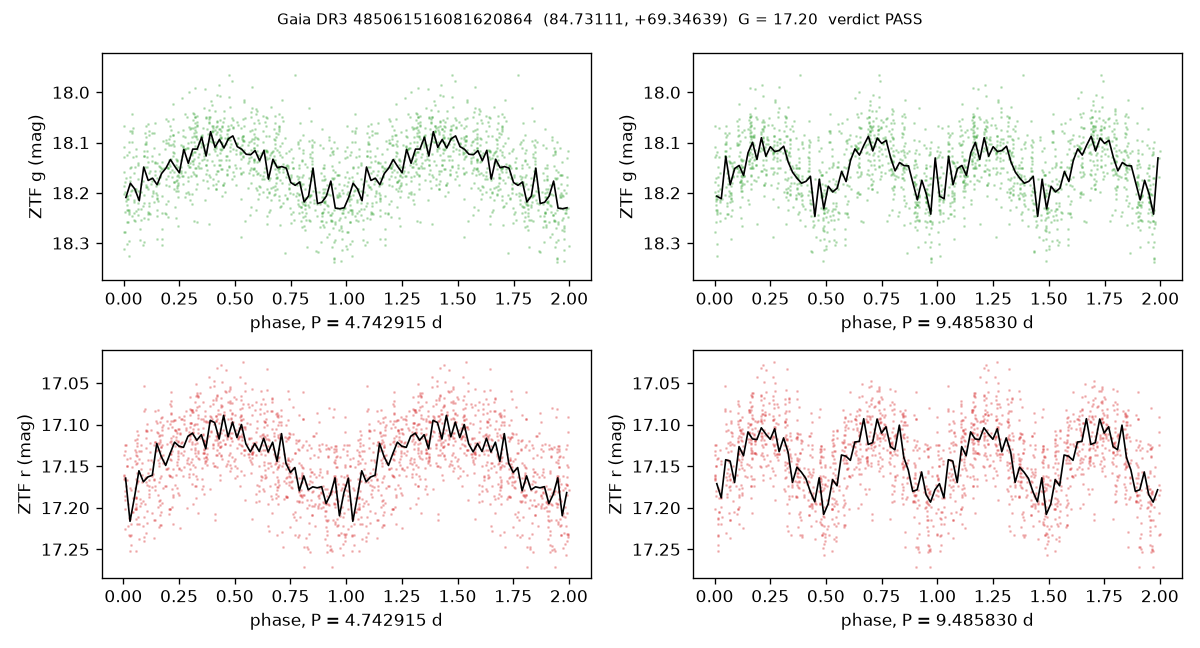 Gaia DR3 485061516081620864  (84.73111, +69.34639)  G = 17.20  verdict PASS
ZTF g (mag)
18.0
18.1
18.2
18.3
0.00 0.25 0.50 0.75 1.00 1.25 1.50 1.75 2.00
phase, P = 4.742915 d
ZTF g (mag)
18.0
18.1
18.2
18.3
0.00 0.25 0.50 0.75 1.00 1.25 1.50 1.75 2.00
phase, P = 9.485830 d
ZTF r (mag)
17.05
17.10
17.15
17.20
17.25
0.00 0.25 0.50 0.75 1.00 1.25 1.50 1.75 2.00
phase, P = 4.742915 d
ZTF r (mag)
17.05
17.10
17.15
17.20
17.25
0.00 0.25 0.50 0.75 1.00 1.25 1.50 1.75 2.00
phase, P = 9.485830 d